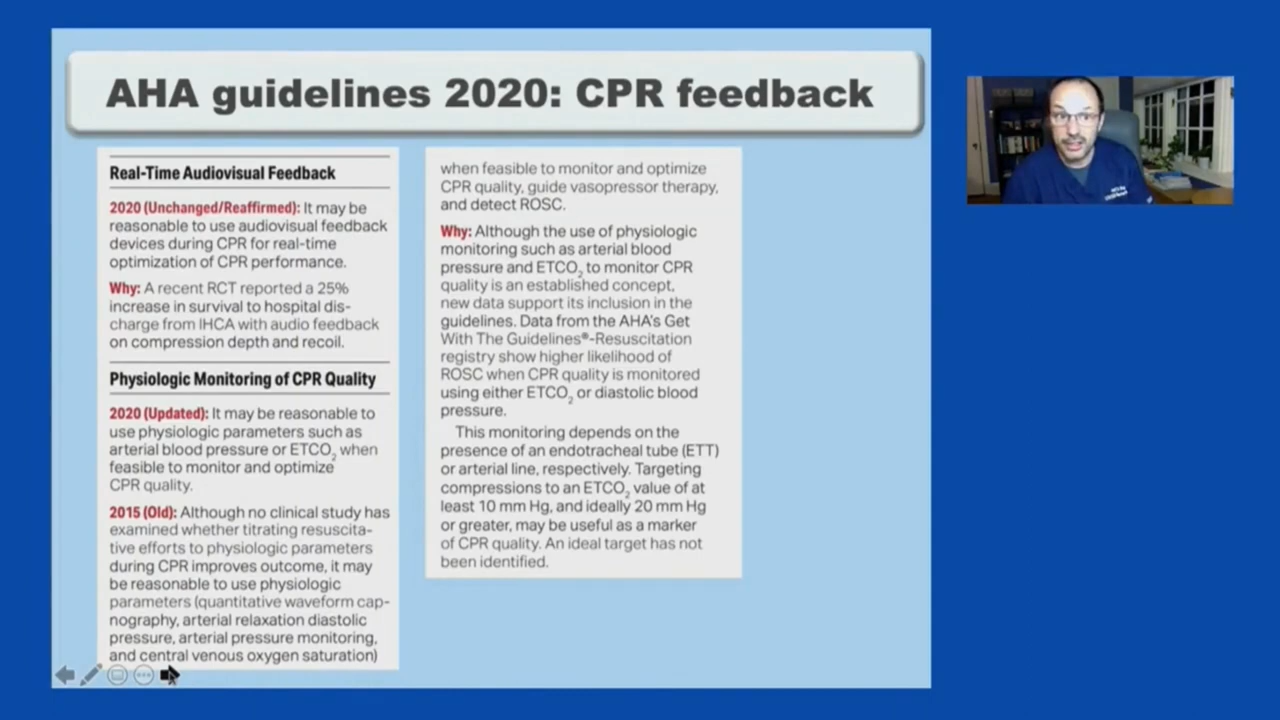 AHA guidelines 2020: CPR feedback
Real-Time Audiovisual Feedback
2020 (Unchanged/Reaffirmed): It may be
reasonable to use audiovisual feedback
devices during CPR for real-time
optimization of CPR performance.
Why: A recent RCT reported a 25%
increase in survival to hospital dis-
charge from IHCA with audio feedback
on compression depth and recoil.
Physiologic Monitoring of CPR Quality
2020 (Updated): It may be reasonable to
use physiologic parameters such as
arterial blood pressure or ETCO2 when
feasible to monitor and optimize
CPR quality.
2015 (Old): Although no clinical study has
examined whether titrating resuscita-
tive efforts to physiologic parameters
during CPR improves outcome, it may
be reasonable to use physiologic
parameters (quantitative waveform cap-
nography, arterial relaxation diastolic
pressure, arterial pressure monitoring,
and central venous oxygen saturation)
when feasible to monitor and optimize
CPR quality, guide vasopressor therapy,
and detect ROSC.
Why: Although the use of physiologic
monitoring such as arterial blood
pressure and ETCO2 to monitor CPR
quality is an established concept,
new data support its inclusion in the
guidelines. Data from the AHA's Get
With The Guidelines®-Resuscitation
registry show higher likelihood of
ROSC when CPR quality is monitored
using either ETCO2 or diastolic blood
pressure.
This monitoring depends on the
presence of an endotracheal tube (ETT)
or arterial line, respectively. Targeting
compressions to an ETCO2 value of at
least 10 mm Hg, and ideally 20 mm Hg
or greater, may be useful as a marker
of CPR quality. An ideal target has not
been identified.